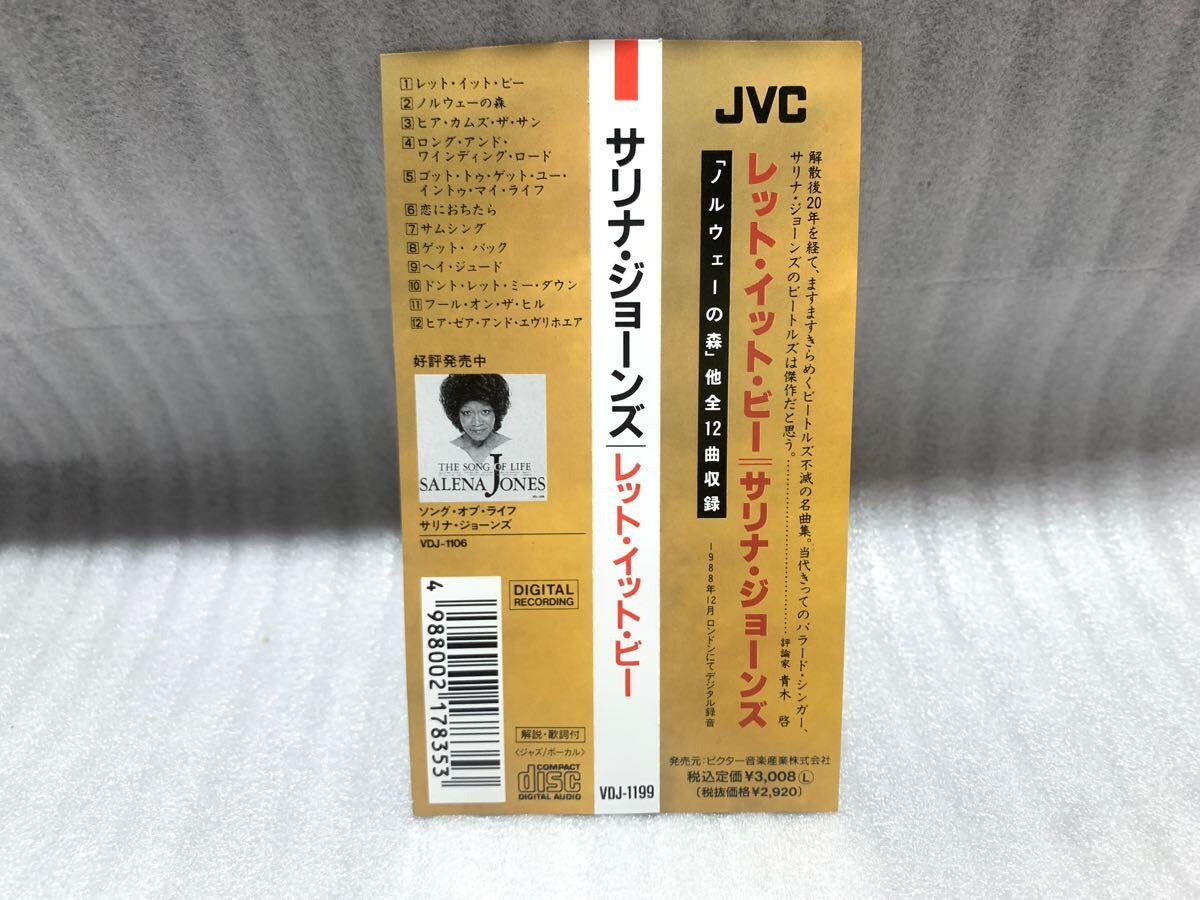 1 レット・イット・ビー
2 ノルウェーの森
3 ヒア・カムズ・ザ・サン
4 ロング・アンド・
ワインディング・ロード
5 ゴット・トゥ・ゲット・ユー・
イントゥ・マイ・ライフ
6 恋におちたら
7 サムシング
8 ゲット・バック
9 ヘイ・ジュード
10 ドント・レット・ミー・ダウン
11 フール・オン・ザ・ヒル
12 ヒア・ゼア・アンド・エヴリホエア
好評発売中
THE SONG OF LIFE
SALENA JONES
ソング・オブ・ライフ
サリナ・ジョーンズ
VDJ-1106
DIGITAL
RECORDING
4 988002 178353
解説・歌詞付
〈ジャズ/ボーカル〉
COMPACT
disc
DIGITAL AUDIO
サリナ・ジョーンズ|レット・イット・ビー
VDJ-1199
JVC
解散後20年を経て、ますますきらめくビートルズ不滅の名曲集。当代きってのバラード・シンガー、
サリナ・ジョーンズのビートルズは傑作だと思う。…………評論家 青木 啓
レット・イット・ビー=サリナ・ジョーンズ
「ノルウェーの森」他全12曲収録
―1988年12月 ロンドンにてデジタル録音
発売元:ビクター音楽産業株式会社
税込定価¥3,008Ⓛ
(税抜価格¥2,920)